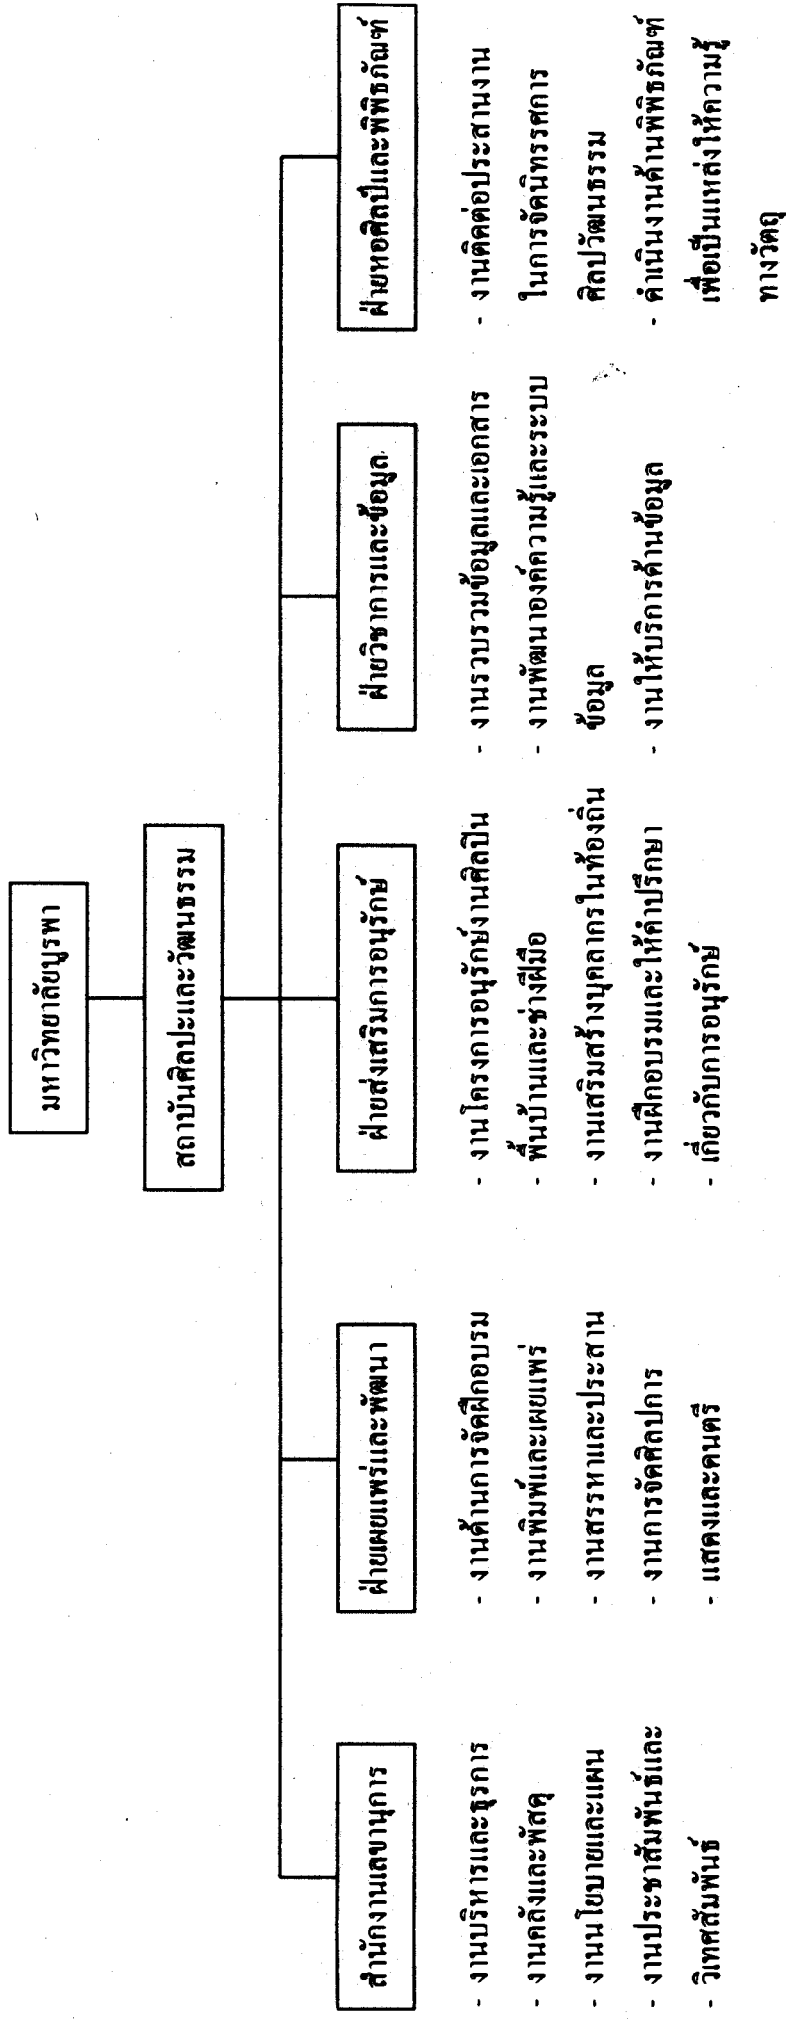 มหาวิทยาลัยบูรพา
สถาบันศิลปะและวัฒนธรรม
สำนักงานเลขานุการ
- งานบริหารและธุรการ
- งานคลังและพัสดุ
- งานนโยบายและแผน
- งานประชาสัมพันธ์และ
- วิเทศสัมพันธ์
ฝ่ายเผยแพร่และพัฒนา
- งานด้านการจัดฝึกอบรม
- งานพิมพ์และเผยแพร่
- งานสรรหาและประสาน
- งานการจัดศิลปการ
- แสดงและดนตรี
ฝ่ายส่งเสริมการอนุรักษ์
- งานโครงการอนุรักษ์งานศิลปิน
- พื้นบ้านและช่างฝีมือ
- งานเสริมสร้างบุคลากรในท้องถิ่น
- งานฝึกอบรมและให้คำปรึกษา
- เกี่ยวกับการอนุรักษ์
ฝ่ายวิชาการและข้อมูล
- งานรวบรวมข้อมูลและเอกสาร
- งานพัฒนาองค์ความรู้และระบบ
ข้อมูล
- งานให้บริการด้านข้อมูล
ฝ่ายหอศิลป์และพิพิธภัณฑ์
- งานติดต่อประสานงาน
ในการจัดนิทรรศการ
ศิลปวัฒนธรรม
- ดำเนินงานด้านพิพิธภัณฑ์
เพื่อเป็นแหล่งให้ความรู้
ทางวัตถุ